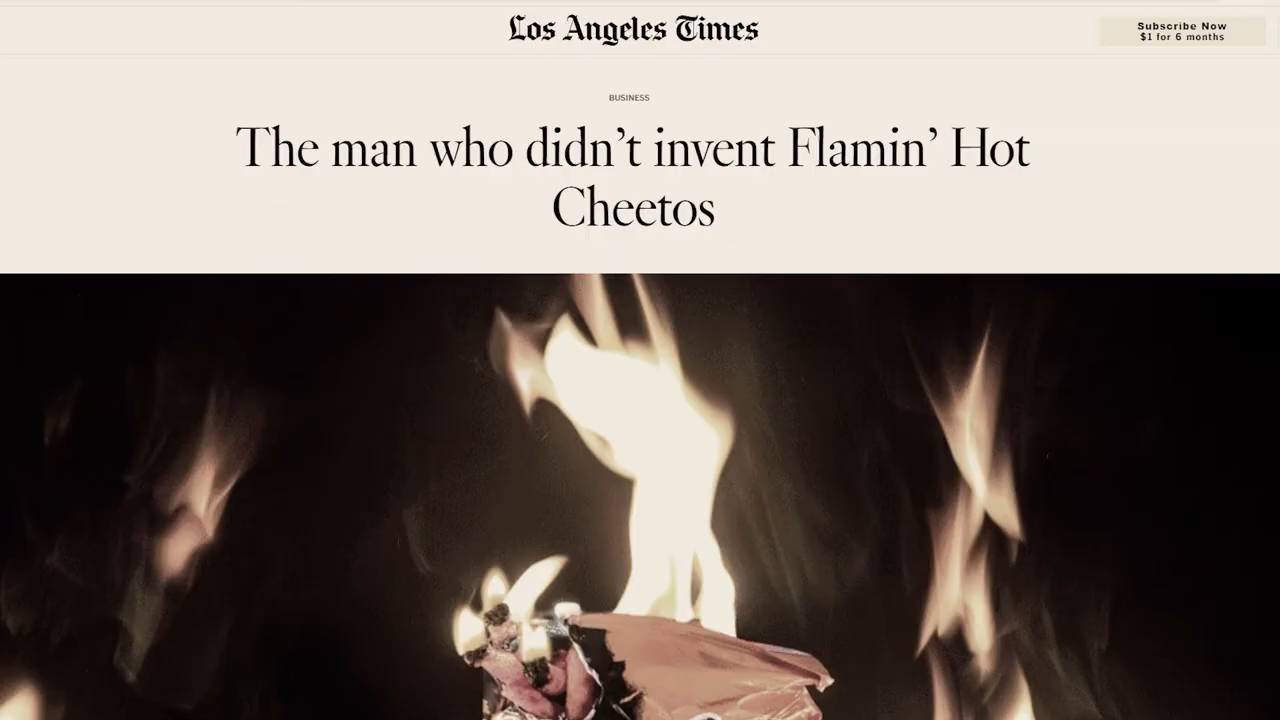 Los Angeles Times
Subscribe Now
$1 for 6 months
BUSINESS
The man who didn’t invent Flamin’ Hot
Cheetos